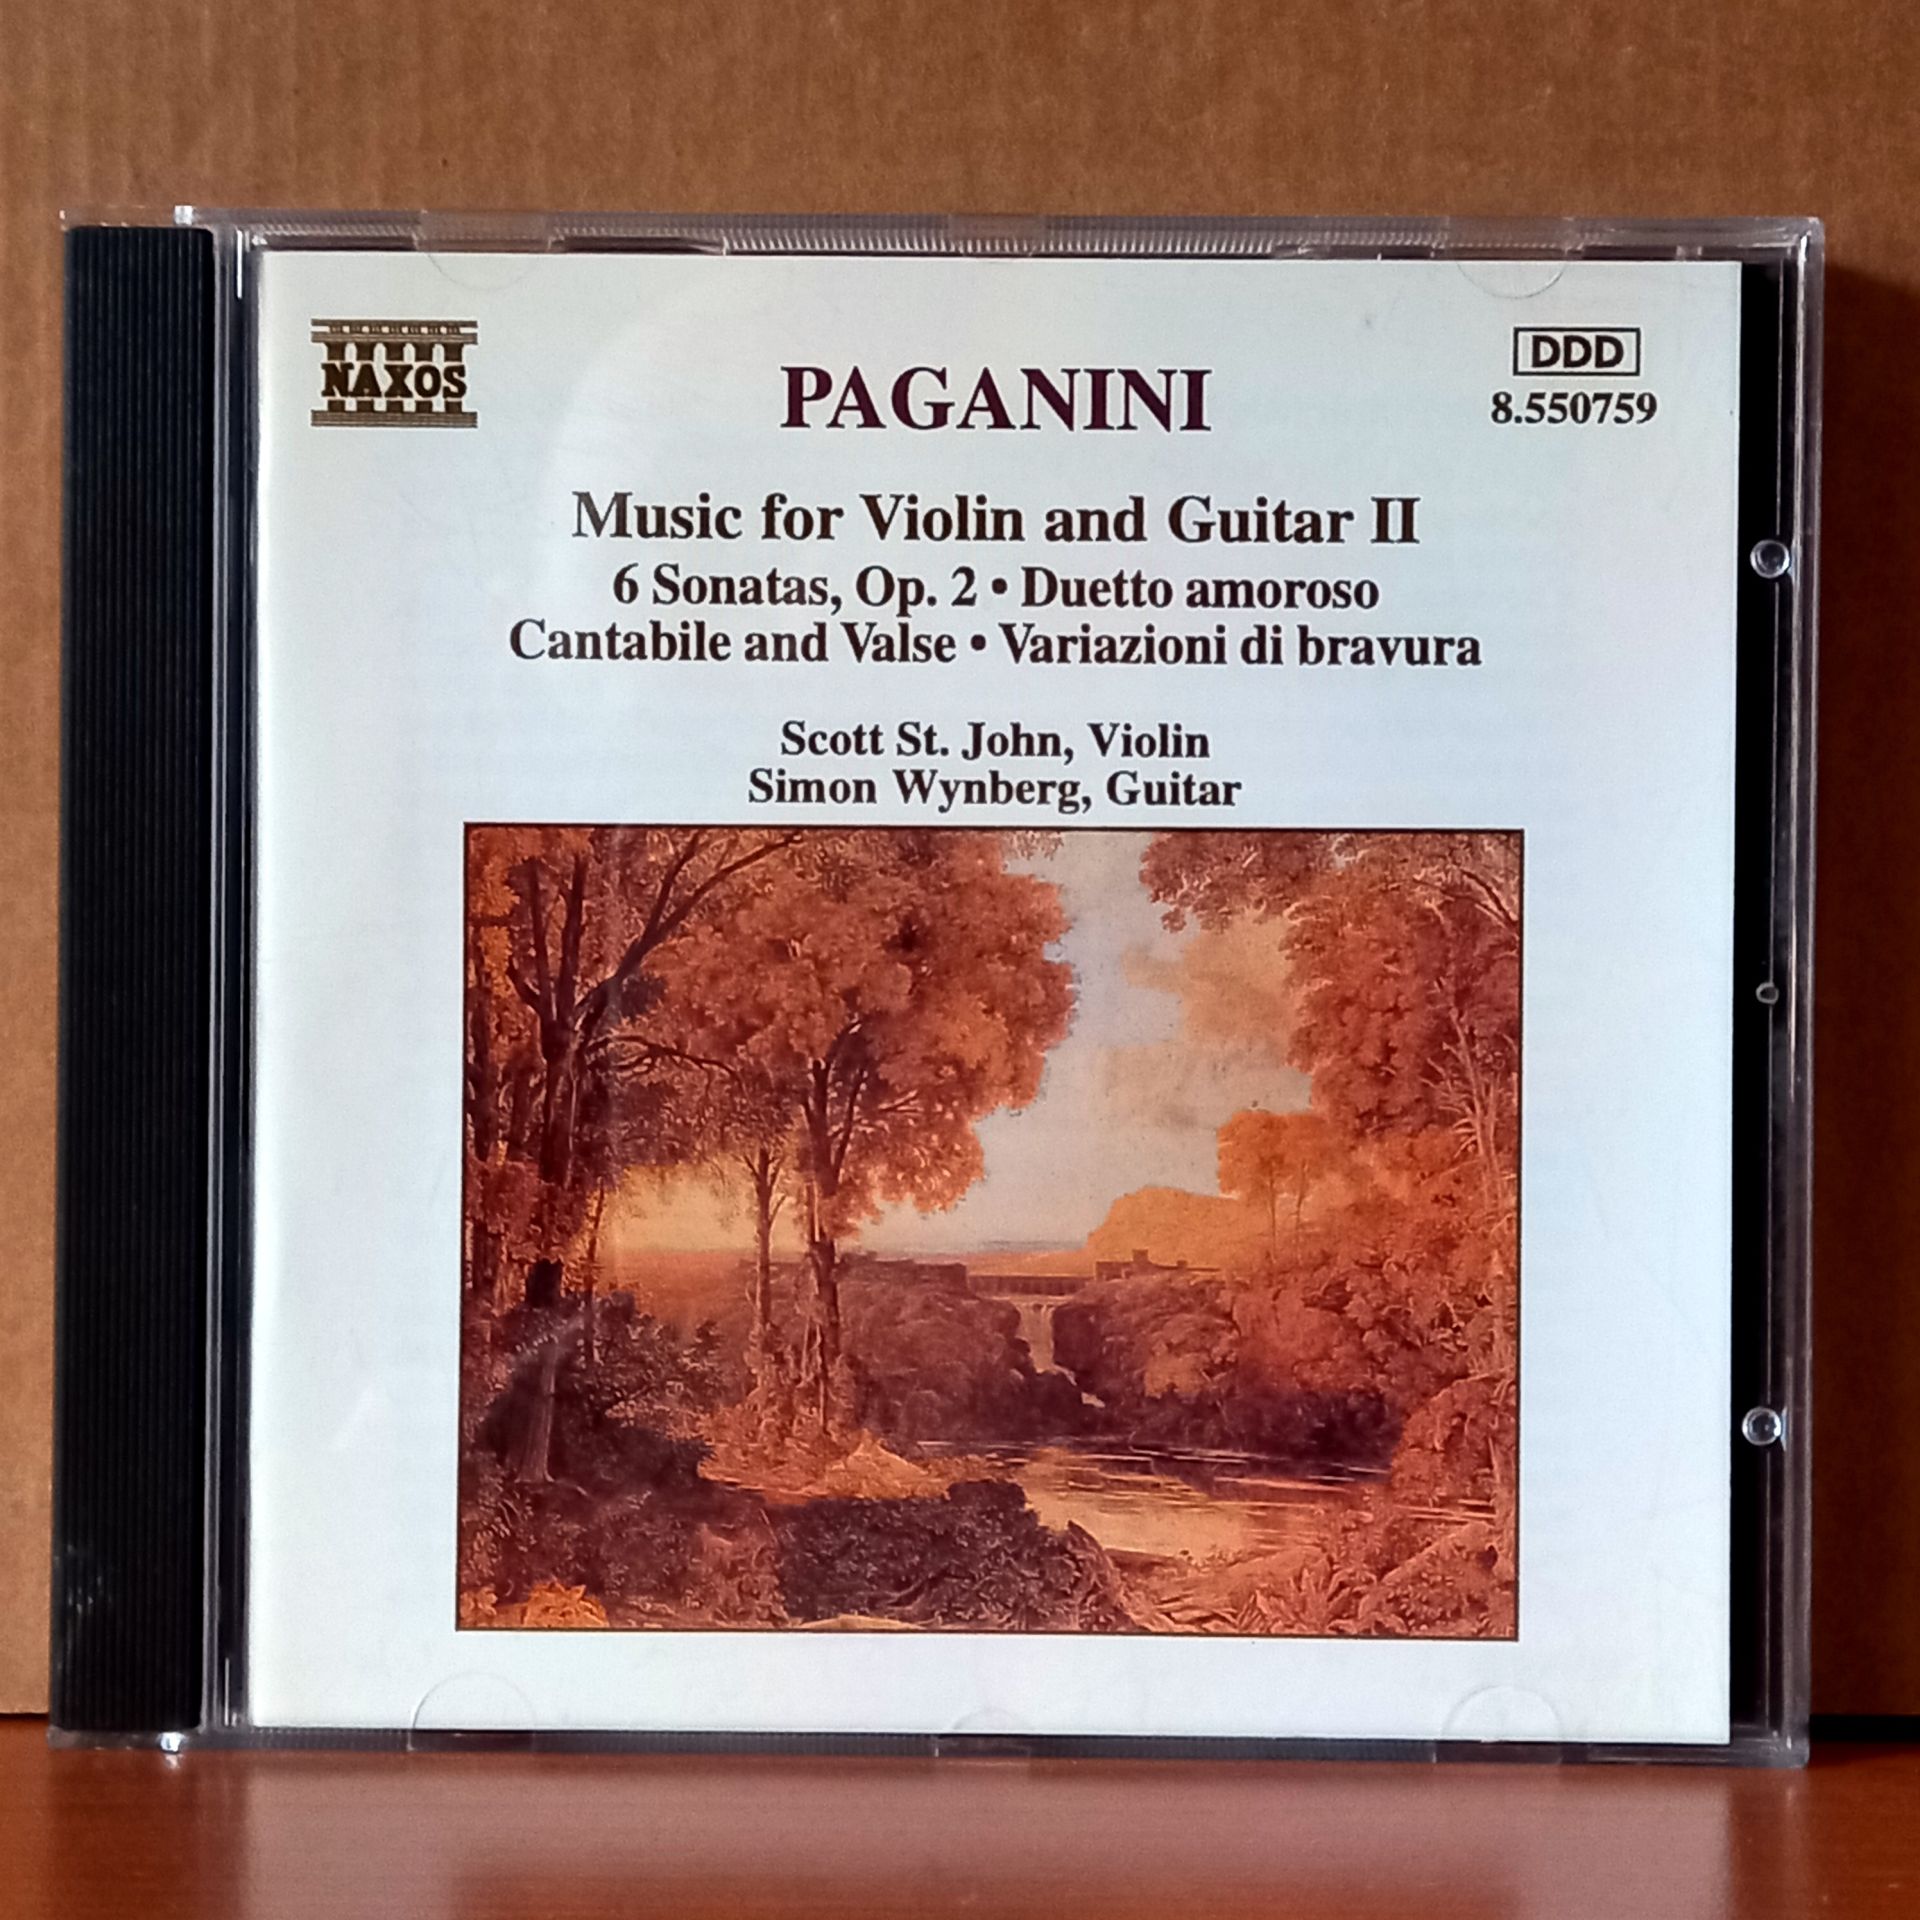 NAXOS
DDD
8.550759
PAGANINI
Music for Violin and Guitar II
6 Sonatas, Op. 2 • Duetto amoroso
Cantabile and Valse • Variazioni di bravura
Scott St. John, Violin
Simon Wynberg, Guitar